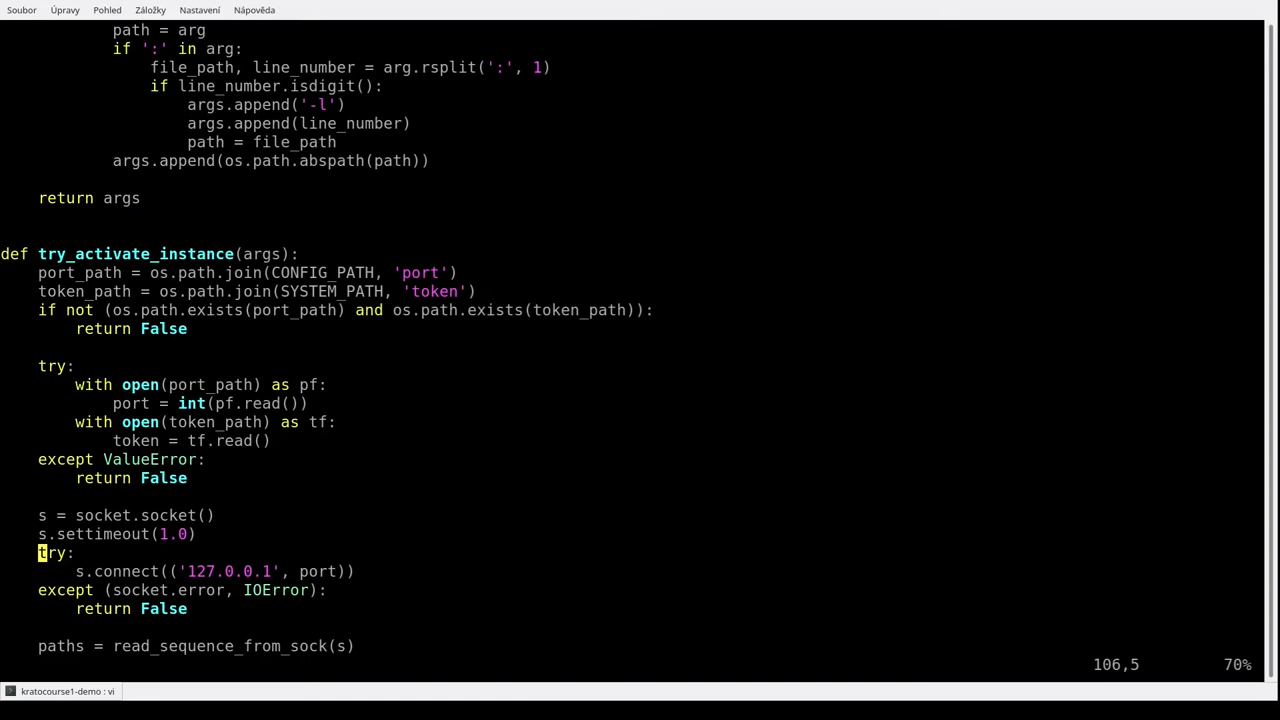 Soubor Úpravy Pohled Záložky Nastavení Nápověda
            path = arg
            if ':' in arg:
                file_path, line_number = arg.rsplit(':', 1)
                if line_number.isdigit():
                    args.append('-l')
                    args.append(line_number)
                    path = file_path
            args.append(os.path.abspath(path))
    return args
def try_activate_instance(args):
    port_path = os.path.join(CONFIG_PATH, 'port')
    token_path = os.path.join(SYSTEM_PATH, 'token')
    if not (os.path.exists(port_path) and os.path.exists(token_path)):
        return False
    try:
        with open(port_path) as pf:
            port = int(pf.read())
        with open(token_path) as tf:
            token = tf.read()
    except ValueError:
        return False
    s = socket.socket()
    s.settimeout(1.0)
    try:
        s.connect(('127.0.0.1', port))
    except (socket.error, IOError):
        return False
    paths = read_sequence_from_sock(s)
106,5 70%
kratocourse1-demo : vi